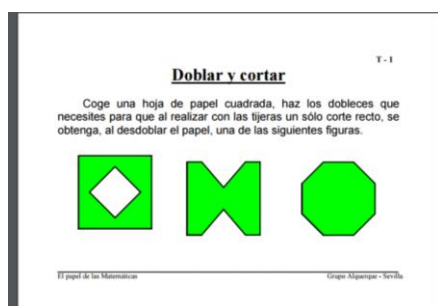 T - 1
Doblar y cortar
Coge una hoja de papel cuadrada, haz los dobleces que
necesites para que al realizar con las tijeras un sólo corte recto, se
obtenga, al desdoblar el papel, una de las siguientes figuras.
El papel de las Matemáticas
Grupo Alquerque - Sevilla